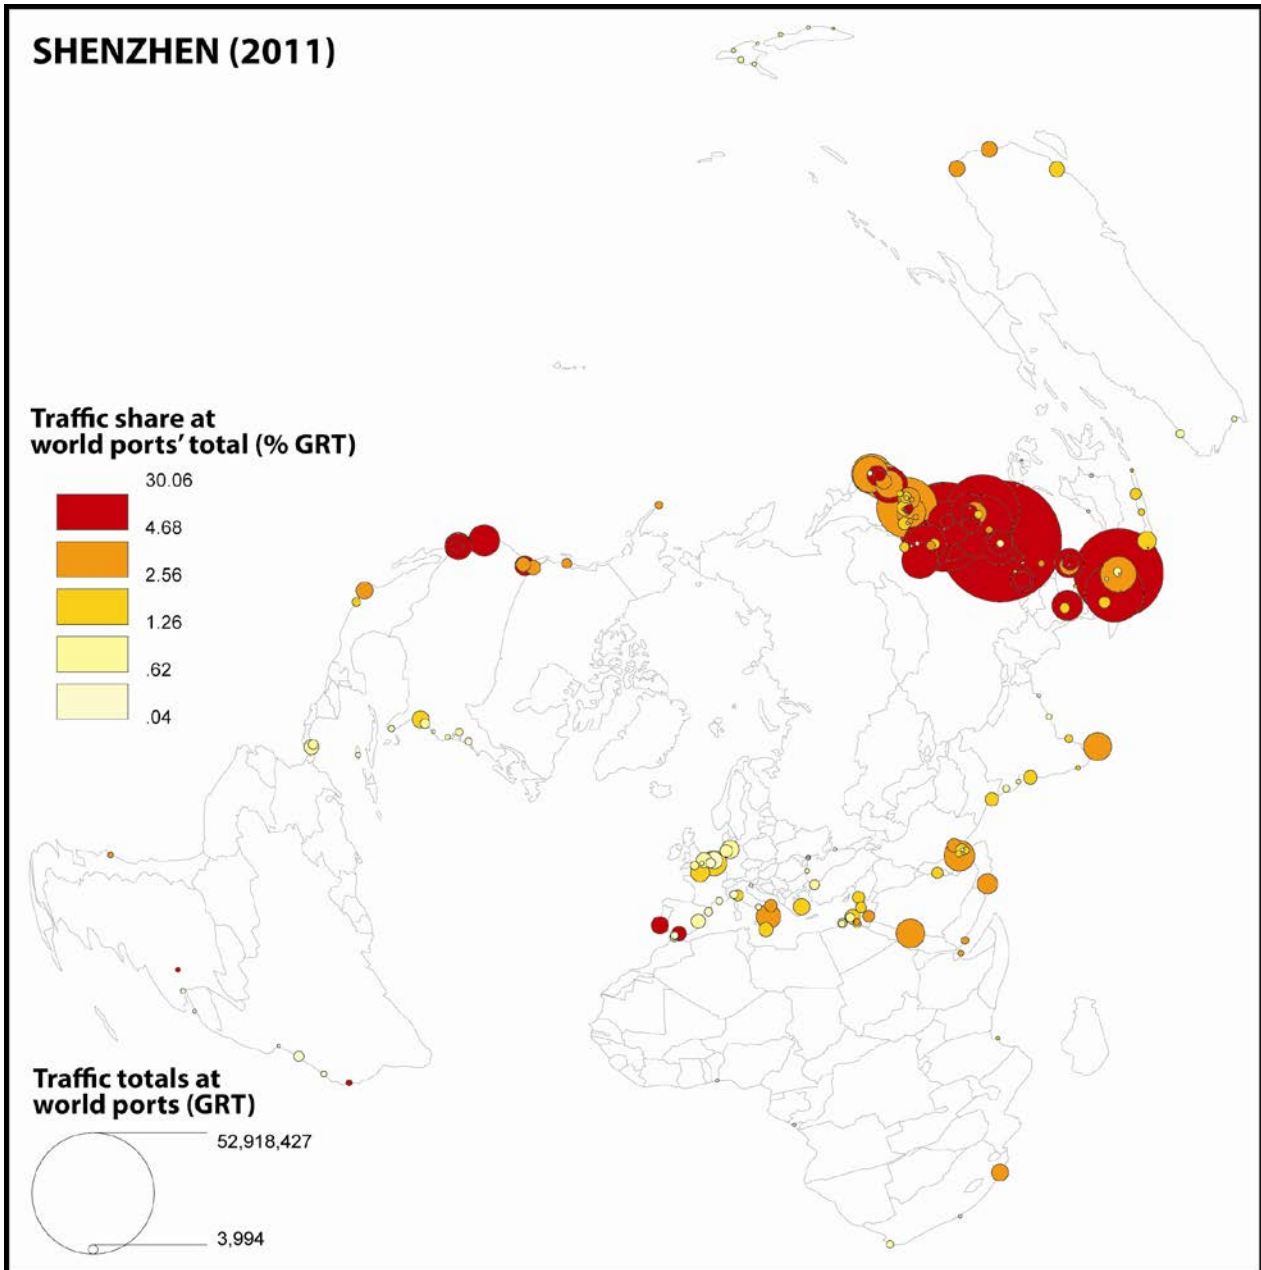 SHENZHEN (2011)
Traffic share at
world ports' total (% GRT)
30.06
4.68
2.56
1.26
.62
.04
Traffic totals at
world ports (GRT)
52,918,427
3,994